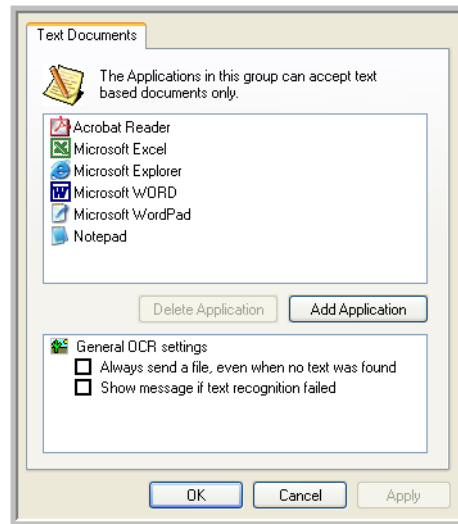 Text Documents
The Applications in this group can accept text
based documents only.
Acrobat Reader
Microsoft Excel
Microsoft Explorer
Microsoft WORD
Microsoft WordPad
Notepad
Delete Application
Add Application
General OCR settings
Always send a file, even when no text was found
Show message if text recognition failed
OK
Cancel
Apply